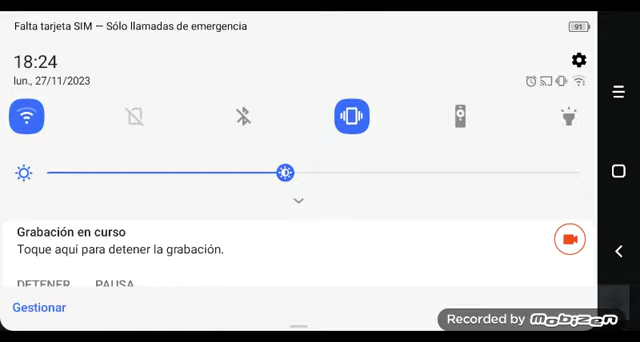 Falta tarjeta SIM — Sólo llamadas de emergencia
91
18:24
lun., 27/11/2023
Grabación en curso
Toque aquí para detener la grabación.
DETENER PAUSA
Gestionar
Recorded by Mobizen